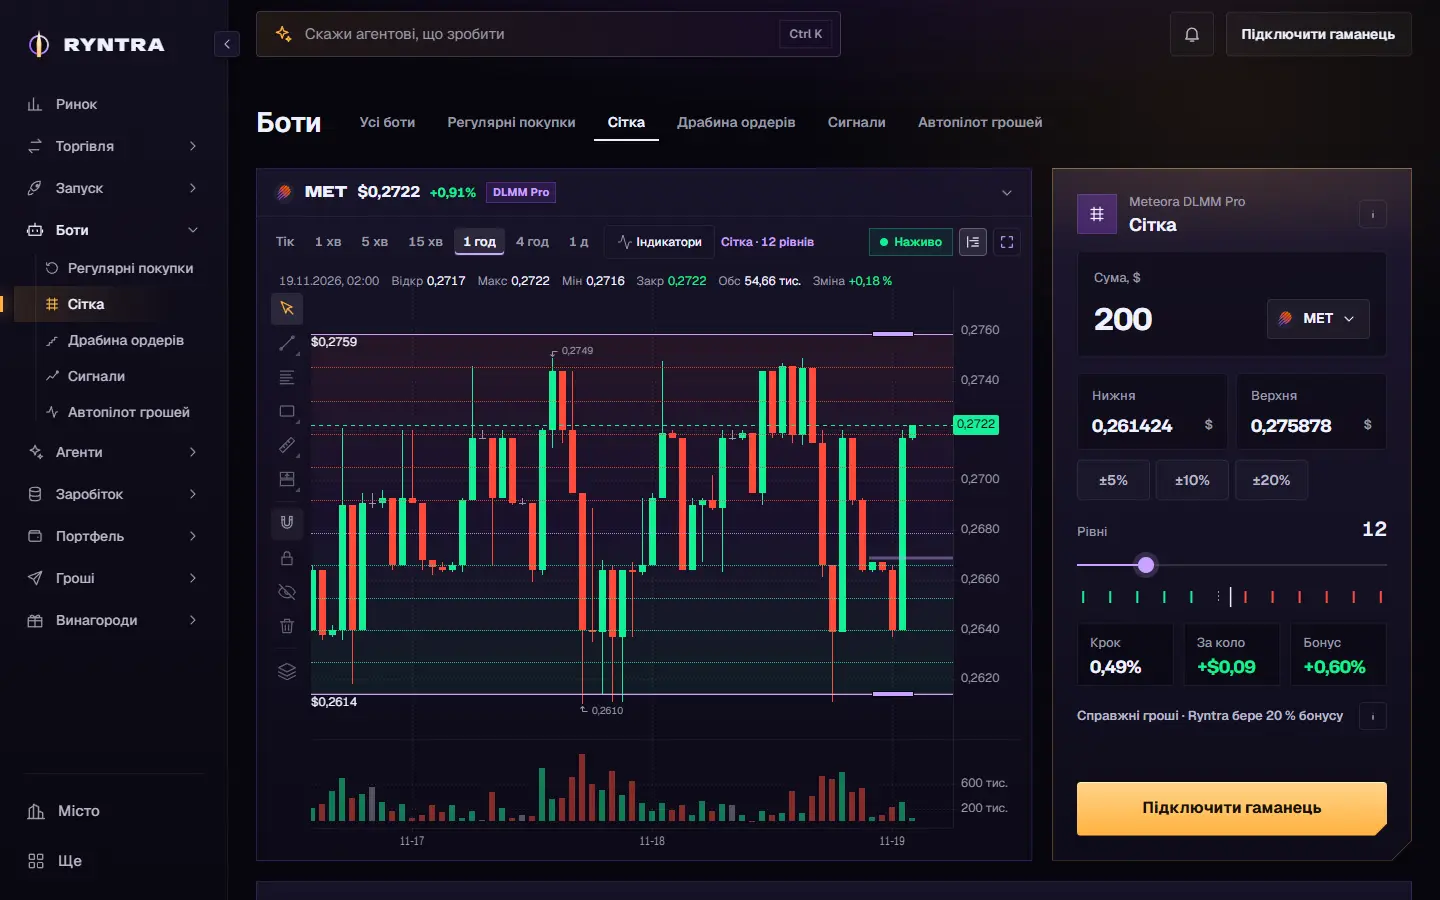 RYNTRA
Скажи агентові, що зробити
Ctrl K
Підключити гаманець
Ринок
Торгівля
Запуск
Боти
Регулярні покупки
Сітка
Драбина ордерів
Сигнали
Автопілот грошей
Агенти
Заробіток
Портфель
Гроші
Винагороди
Місто
Ще
Боти
Усі боти
Регулярні покупки
Сітка
Драбина ордерів
Сигнали
Автопілот грошей
MET $0,2722 +0,91% DLMM Pro
Тік 1 хв 5 хв 15 хв 1 год 4 год 1 д Індикатори Сітка · 12 рівнів Наживо
19.11.2026, 02:00 Відкр 0,2717 Макс 0,2722 Мін 0,2716 Закр 0,2722 Обс 54,66 тис. Зміна +0,18 %
$0,2759
0,2749
0,2760
0,2740
0,2722
0,2700
0,2680
0,2660
0,2640
0,2620
$0,2614
0,2610
600 тис.
200 тис.
11-17 11-18 11-19
Meteora DLMM Pro
Сітка
Сума, $
200
MET
Нижня
0,261424 $
Верхня
0,275878 $
±5% ±10% ±20%
Рівні 12
Крок
0,49%
За коло
+$0,09
Бонус
+0,60%
Справжні гроші · Ryntra бере 20 % бонусу
Підключити гаманець